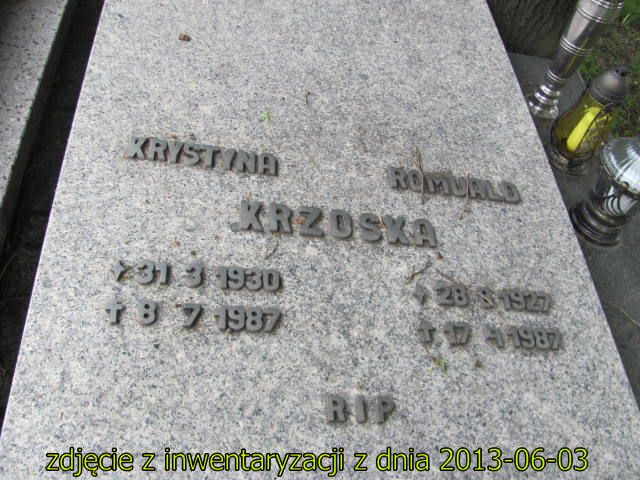 KRYSTYNA ROMUALD
KRZOSKA
31 3 1930 28 8 1927
✝ 8 7 1987 ✝ 17 4 1987
RIP
zdjęcie z inwentaryzacji z dnia 2013-06-03